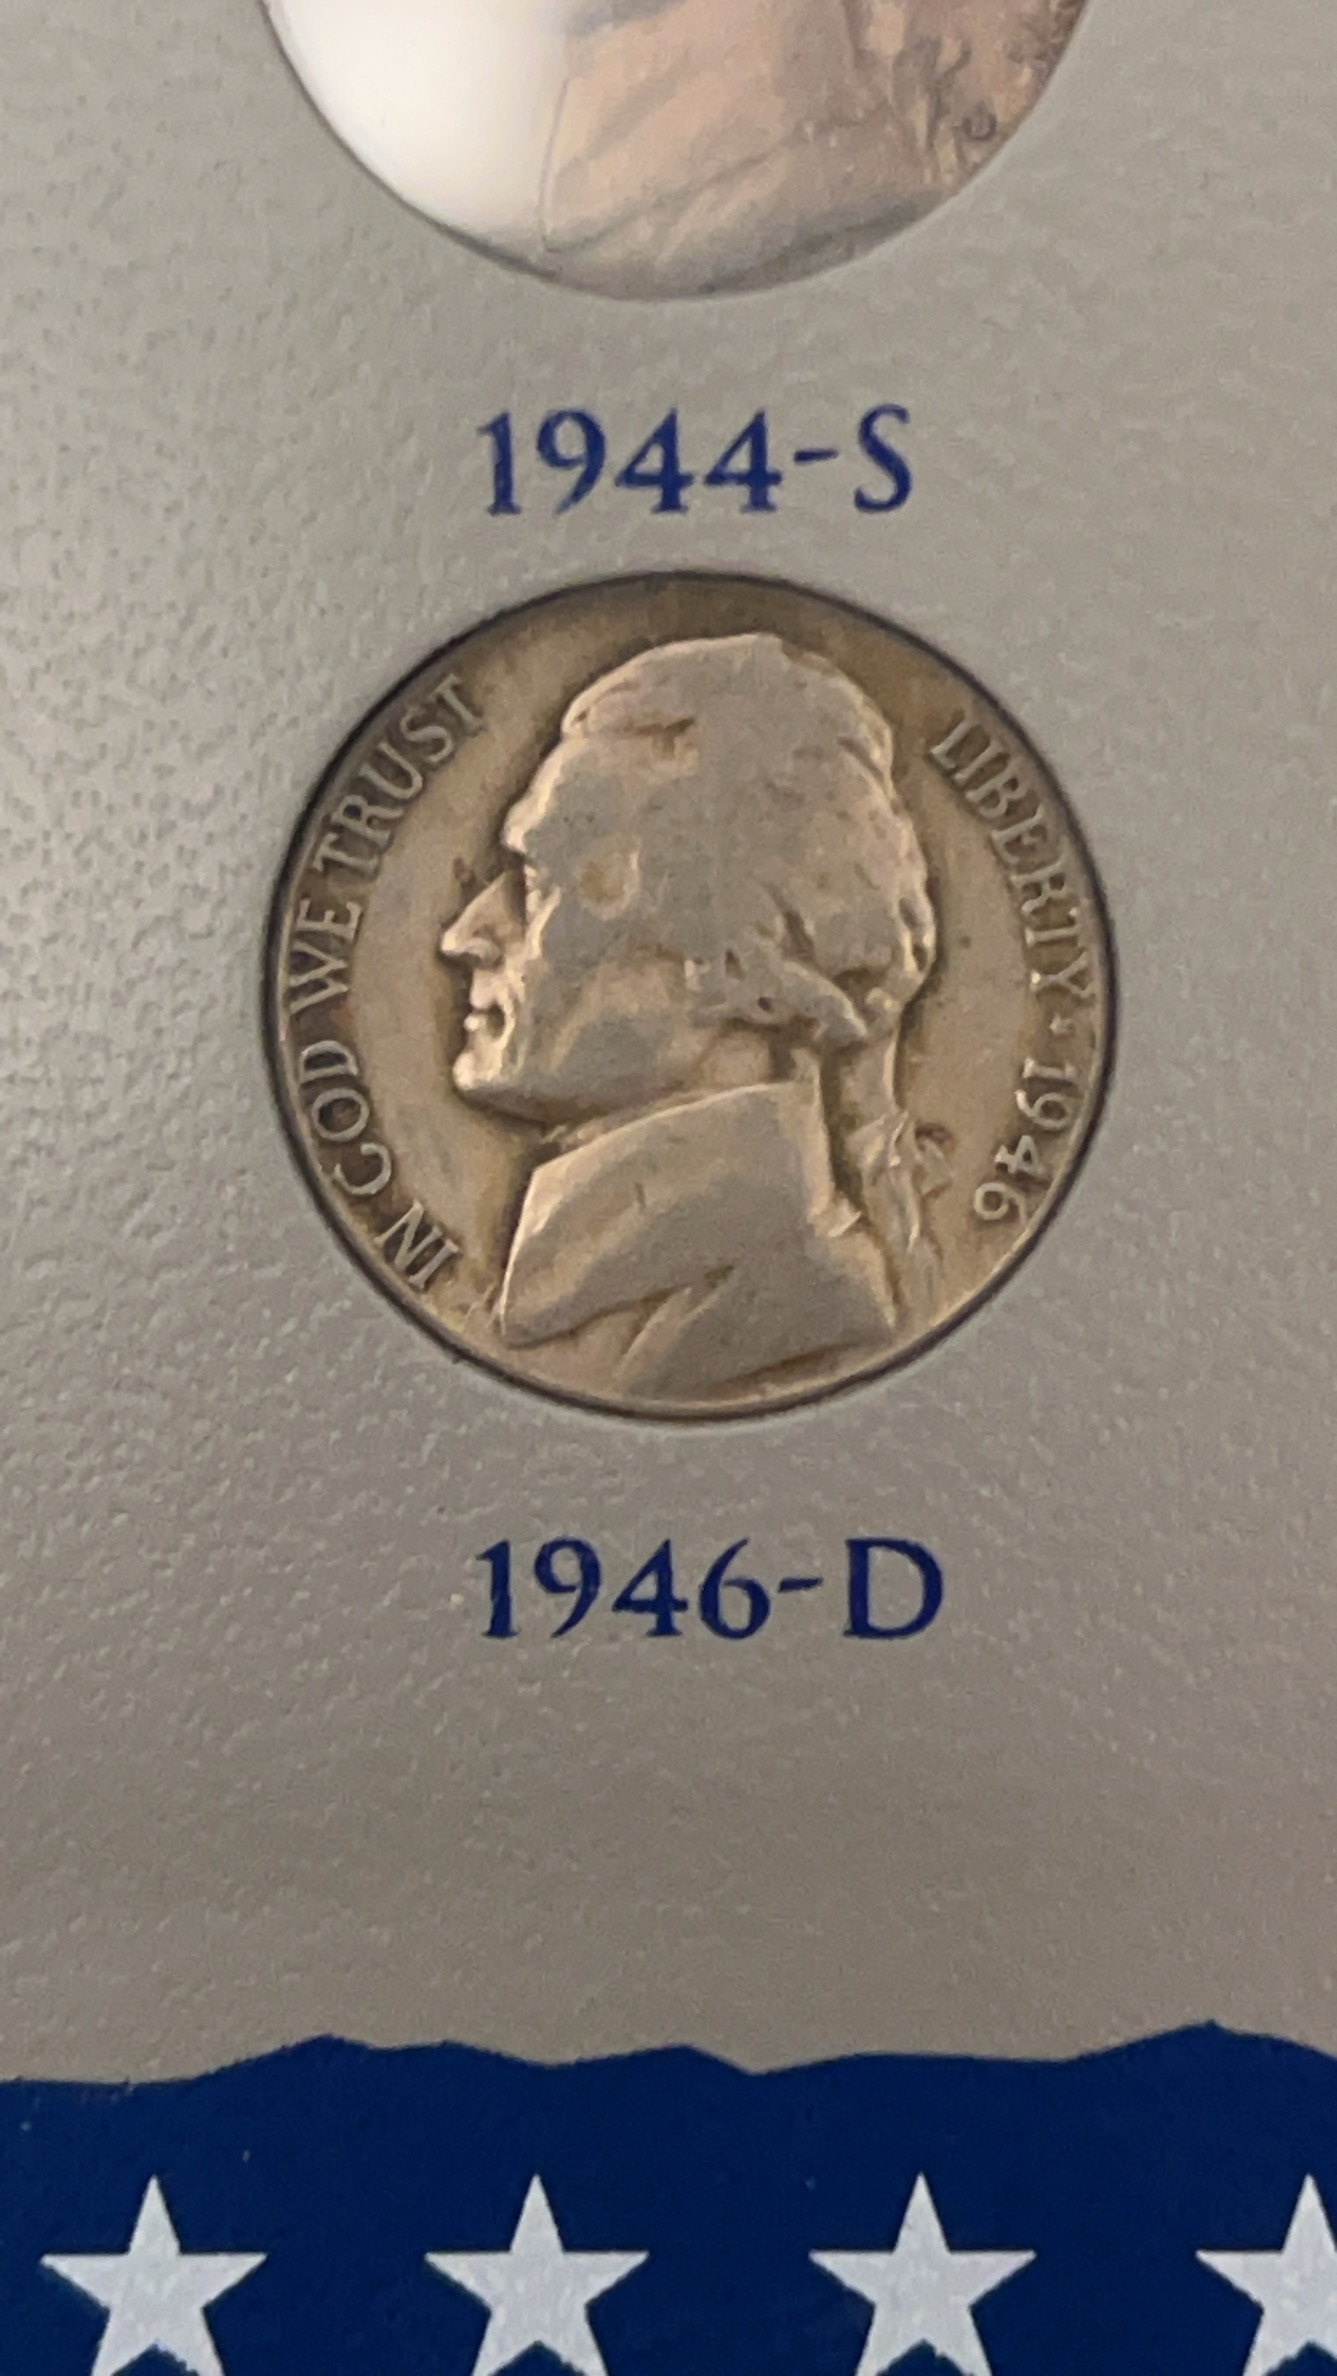 1944-S
IN GOD WE TRUST
LIBERTY ★ 1946
1946-D